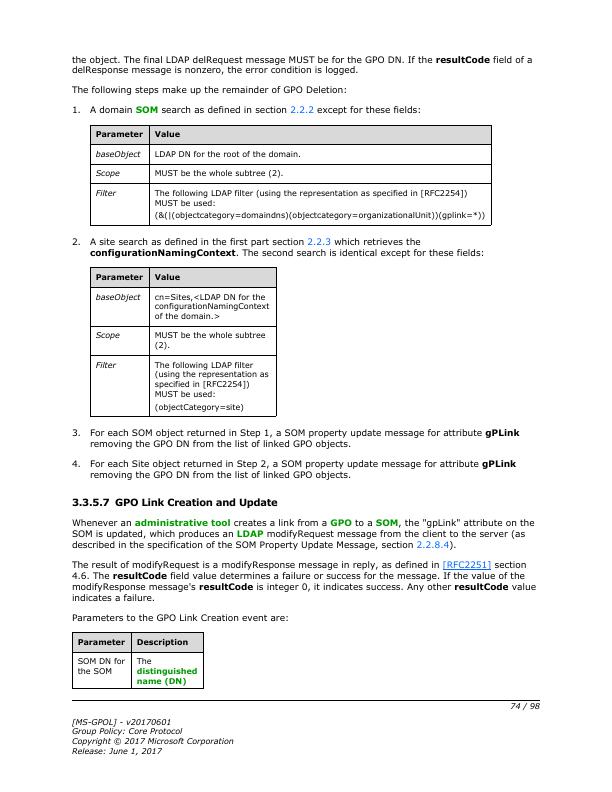 the object. The final LDAP delRequest message MUST be for the GPO DN. If the resultCode field of a
delResponse message is nonzero, the error condition is logged.
The following steps make up the remainder of GPO Deletion:
1. A domain SOM search as defined in section 2.2.2 except for these fields:
Parameter Value
baseObject LDAP DN for the root of the domain.
Scope MUST be the whole subtree (2).
Filter The following LDAP filter (using the representation as specified in [RFC2254])
MUST be used:
(&(|(objectcategory=domaindns)(objectcategory=organizationalUnit))(gplink=*))
2. A site search as defined in the first part section 2.2.3 which retrieves the
configurationNamingContext. The second search is identical except for these fields:
Parameter Value
baseObject cn=Sites,<LDAP DN for the
configurationNamingContext
of the domain.>
Scope MUST be the whole subtree
(2).
Filter The following LDAP filter
(using the representation as
specified in [RFC2254])
MUST be used:
(objectCategory=site)
3. For each SOM object returned in Step 1, a SOM property update message for attribute gPLink
removing the GPO DN from the list of linked GPO objects.
4. For each Site object returned in Step 2, a SOM property update message for attribute gPLink
removing the GPO DN from the list of linked GPO objects.
3.3.5.7 GPO Link Creation and Update
Whenever an administrative tool creates a link from a GPO to a SOM, the "gpLink" attribute on the
SOM is updated, which produces an LDAP modifyRequest message from the client to the server (as
described in the specification of the SOM Property Update Message, section 2.2.8.4).
The result of modifyRequest is a modifyResponse message in reply, as defined in [RFC2251] section
4.6. The resultCode field value determines a failure or success for the message. If the value of the
modifyResponse message's resultCode is integer 0, it indicates success. Any other resultCode value
indicates a failure.
Parameters to the GPO Link Creation event are:
Parameter Description
SOM DN for The
the SOM distinguished
name (DN)
74 / 98
[MS-GPOL] - v20170601
Group Policy: Core Protocol
Copyright © 2017 Microsoft Corporation
Release: June 1, 2017